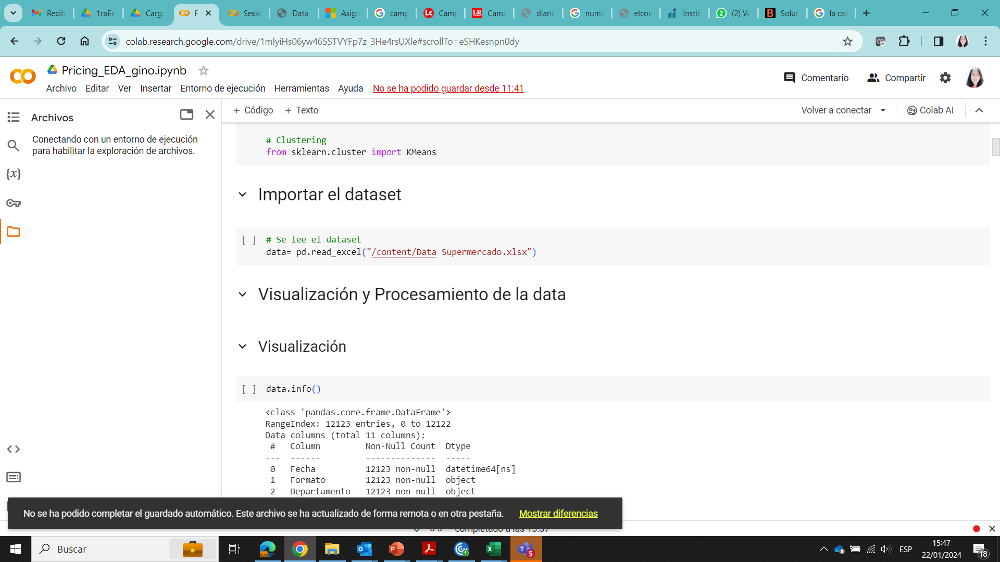 Recib
1raEn
Carga
P
Sesió
Data
Asign
camp
Camp
Camp
diario
nume
elcon
Instit
(2) W
Soluc
la cal
colab.research.google.com/drive/1mlyiHs06yw46SSTVYFp7z_3He4rsUXle#scrollTo=eSHKesnpn0dy
Pricing_EDA_gino.ipynb
Archivo Editar Ver Insertar Entorno de ejecución Herramientas Ayuda No se ha podido guardar desde 11:41
Comentario
Compartir
Archivos
+ Código + Texto
Volver a conectar
Colab AI
Conectando con un entorno de ejecución
para habilitar la exploración de archivos.
# Clustering
from sklearn.cluster import KMeans
Importar el dataset
[ ] # Se lee el dataset
data= pd.read_excel("/content/Data Supermercado.xlsx")
Visualización y Procesamiento de la data
Visualización
[ ] data.info()
<class 'pandas.core.frame.DataFrame'>
RangeIndex: 12123 entries, 0 to 12122
Data columns (total 11 columns):
# Column Non-Null Count Dtype
--- ------ -------------- -----
0 Fecha 12123 non-null datetime64[ns]
1 Formato 12123 non-null object
2 Departamento 12123 non-null object
No se ha podido completar el guardado automático. Este archivo se ha actualizado de forma remota o en otra pestaña. Mostrar diferencias
0 s completado a las 15:37
Buscar
ESP
15:47
22/01/2024
18